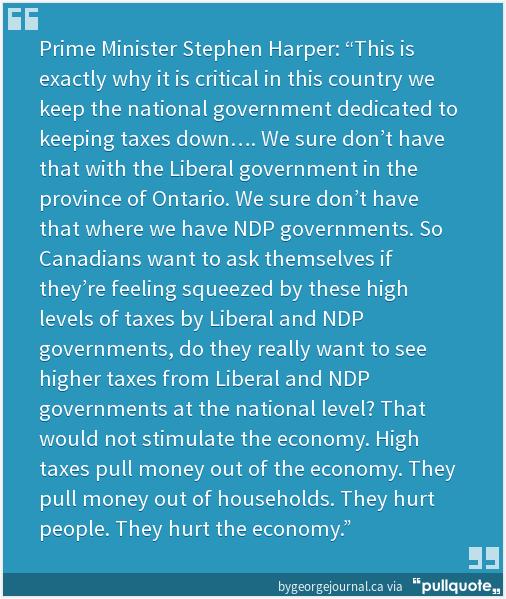 Prime Minister Stephen Harper: “This is
exactly why it is critical in this country we
keep the national government dedicated to
keeping taxes down…. We sure don’t have
that with the Liberal government in the
province of Ontario. We sure don’t have
that where we have NDP governments. So
Canadians want to ask themselves if
they’re feeling squeezed by these high
levels of taxes by Liberal and NDP
governments, do they really want to see
higher taxes from Liberal and NDP
governments at the national level? That
would not stimulate the economy. High
taxes pull money out of the economy. They
pull money out of households. They hurt
people. They hurt the economy.”
bygeorgejournal.ca via “pullquote„